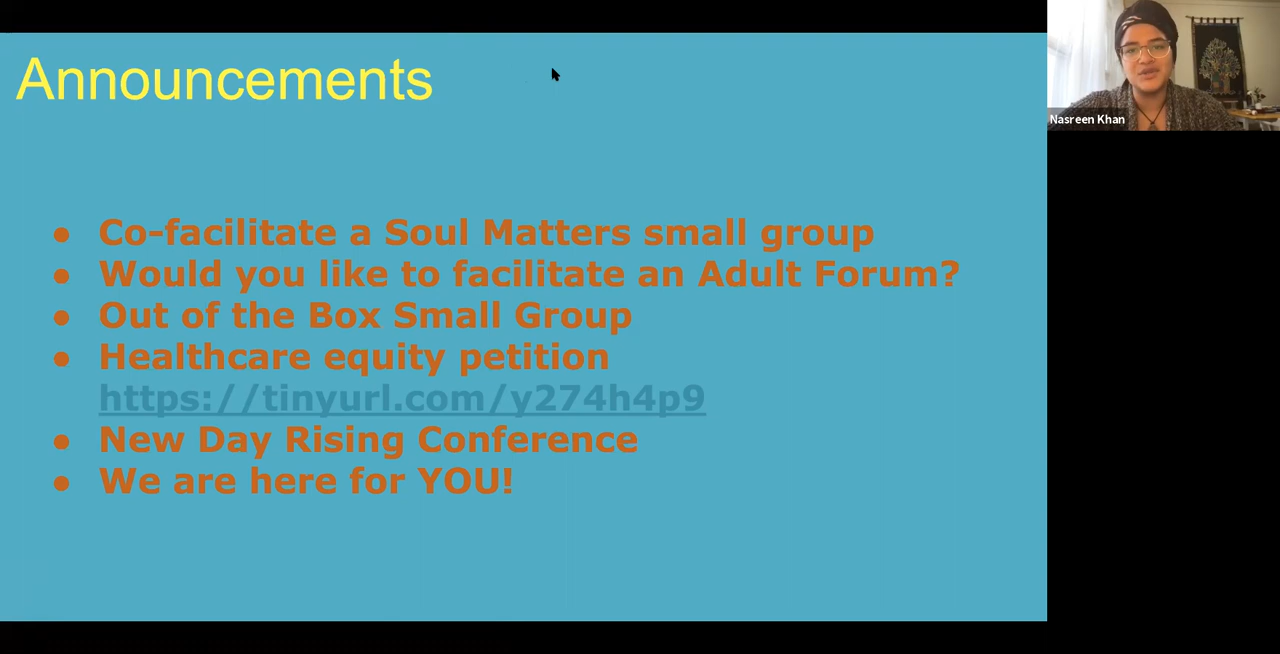 Announcements
Nasreen Khan
● Co-facilitate a Soul Matters small group
● Would you like to facilitate an Adult Forum?
● Out of the Box Small Group
● Healthcare equity petition
https://tinyurl.com/y274h4p9
● New Day Rising Conference
● We are here for YOU!